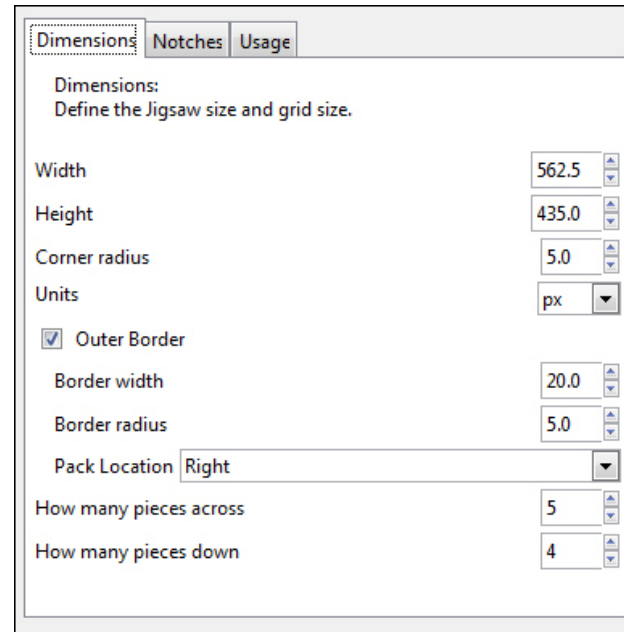 Dimensions Notches Usage
Dimensions:
Define the Jigsaw size and grid size.
Width 562.5
Height 435.0
Corner radius 5.0
Units px
Outer Border
Border width 20.0
Border radius 5.0
Pack Location Right
How many pieces across 5
How many pieces down 4